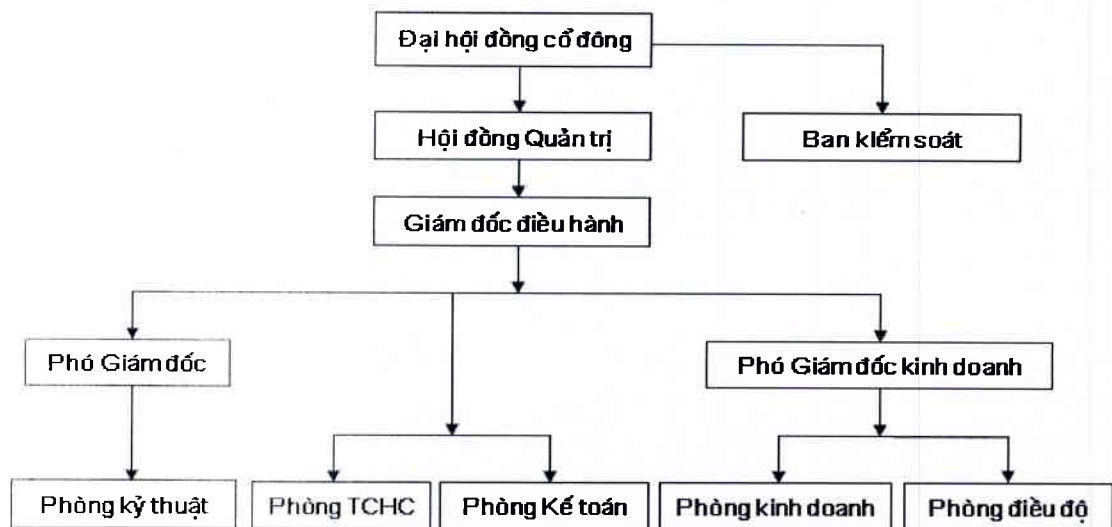 Đại hội đồng cổ đông
Hội đồng Quản trị
Ban kiểm soát
Giám đốc điều hành
Phó Giám đốc
Phó Giám đốc kinh doanh
Phòng kỷ thuật
Phòng TCHC
Phòng Kế toán
Phòng kinh doanh
Phòng điều độ